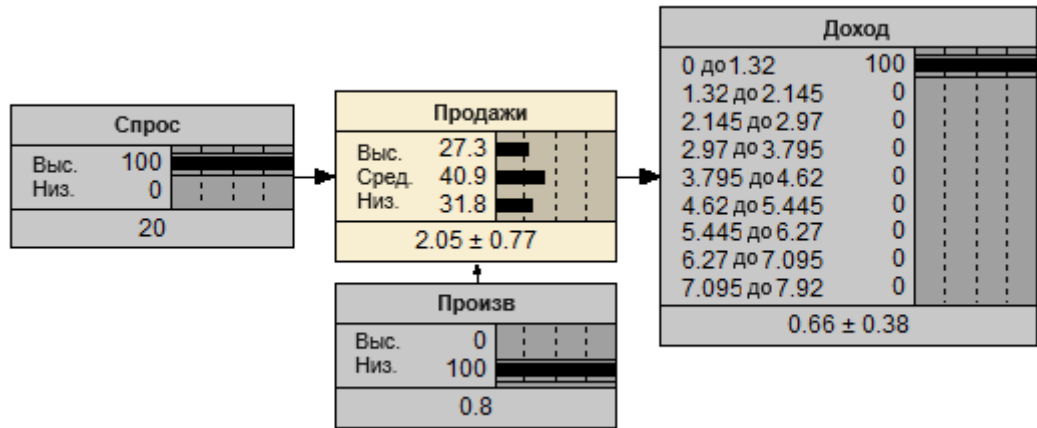 Спрос
Выс. 100
Низ. 0
20
Продажи
Выс. 27.3
Сред. 40.9
Низ. 31.8
2.05 ± 0.77
Произв
Выс. 0
Низ. 100
0.8
Доход
0 до 1.32 100
1.32 до 2.145 0
2.145 до 2.97 0
2.97 до 3.795 0
3.795 до 4.62 0
4.62 до 5.445 0
5.445 до 6.27 0
6.27 до 7.095 0
7.095 до 7.92 0
0.66 ± 0.38